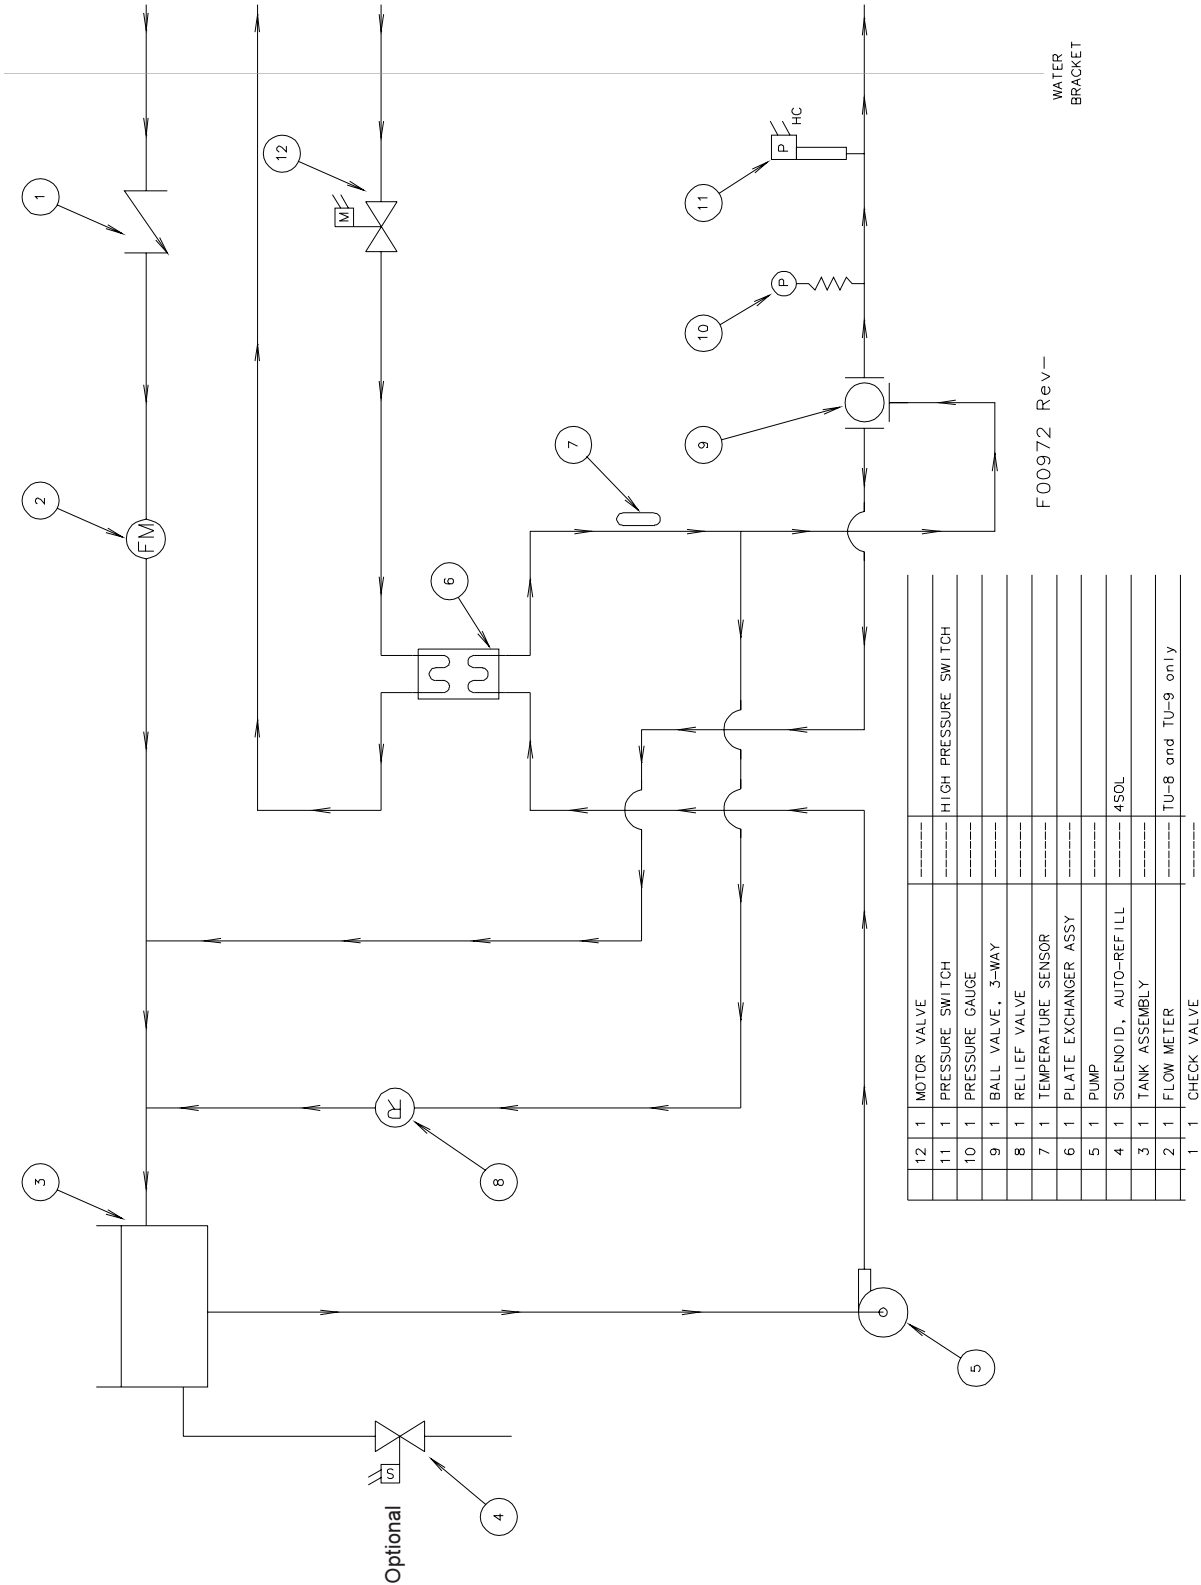 WATER
BRACKET
1
2
3
12
M
11
P
HC
10
P
9
7
6
FM
R
8
5
4
S
Optional
F00972 Rev-
12 1 MOTOR VALVE ------
11 1 PRESSURE SWITCH ------ HIGH PRESSURE SWITCH
10 1 PRESSURE GAUGE ------
9 1 BALL VALVE, 3-WAY ------
8 1 RELIEF VALVE ------
7 1 TEMPERATURE SENSOR ------
6 1 PLATE EXCHANGER ASSY ------
5 1 PUMP ------
4 1 SOLENOID, AUTO-REFILL ------ 4SOL
3 1 TANK ASSEMBLY ------
2 1 FLOW METER ------ TU-8 and TU-9 only
1 1 CHECK VALVE ------